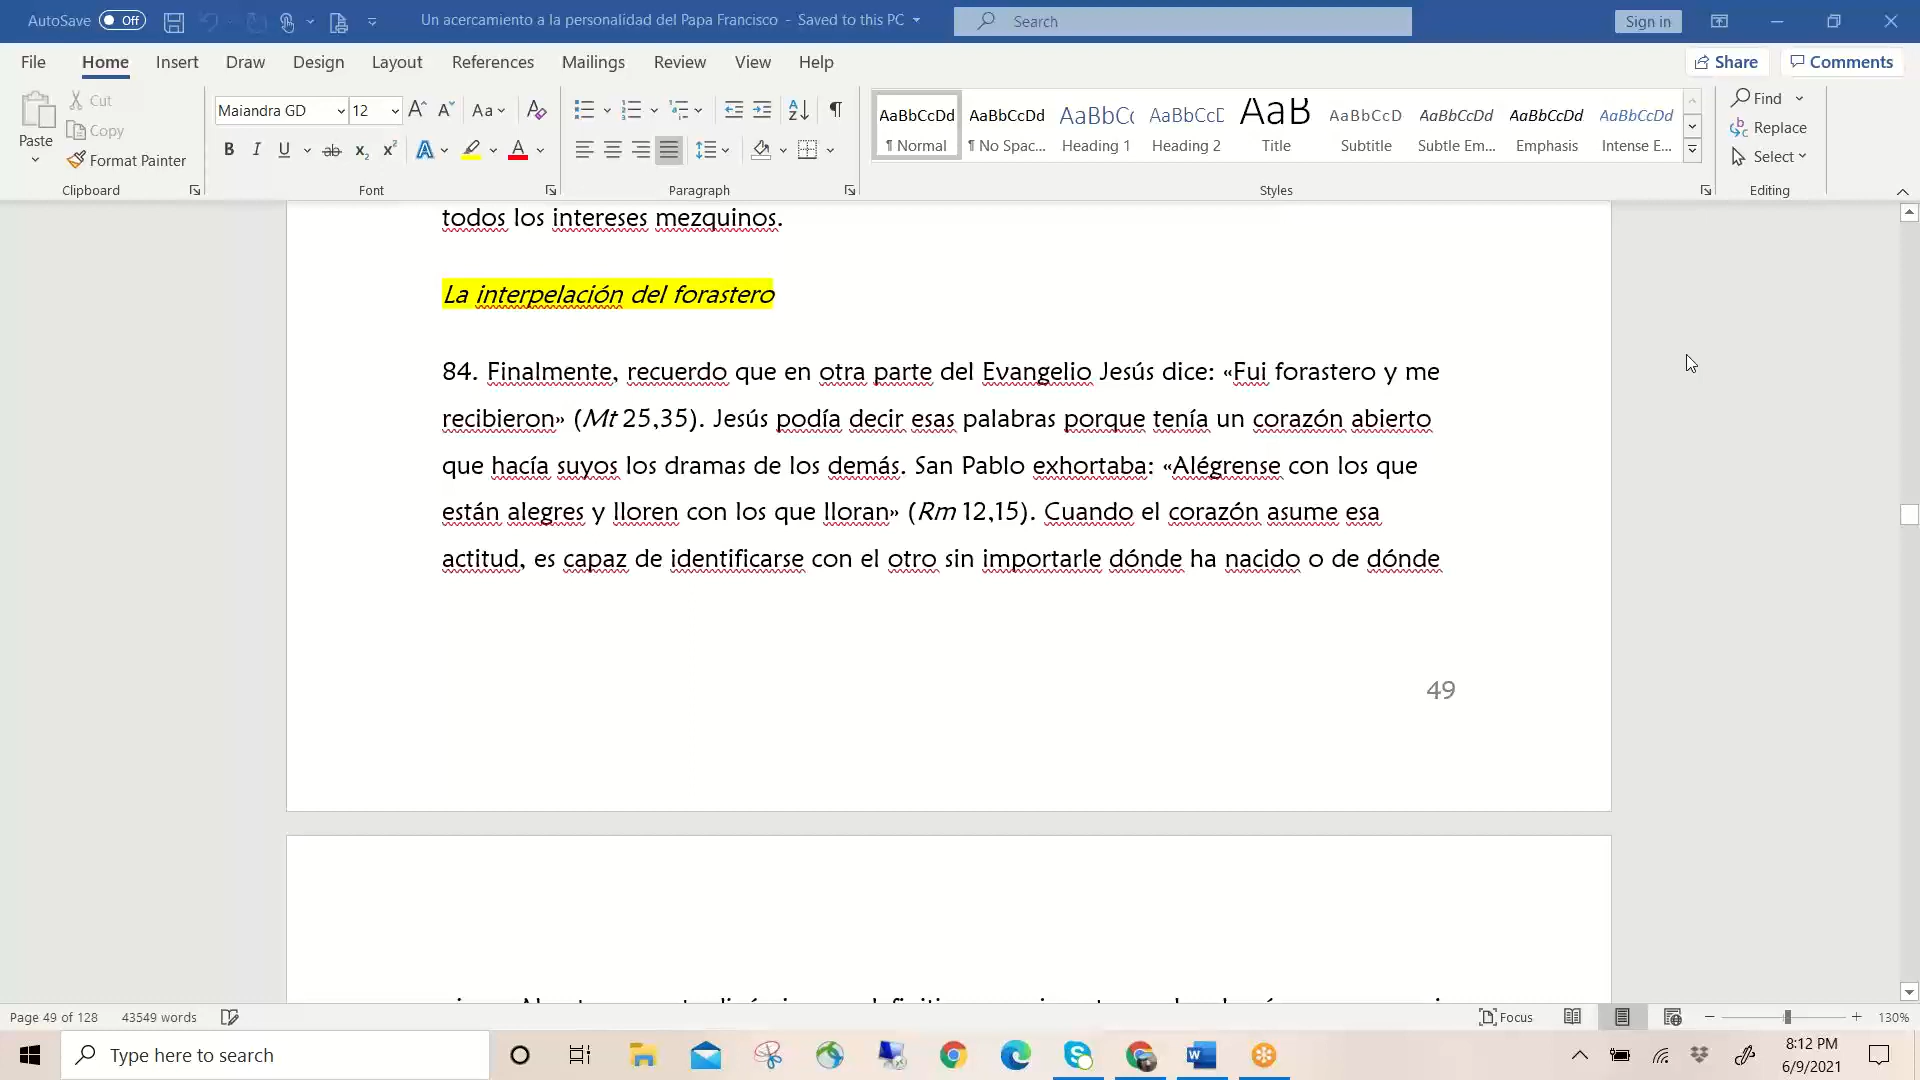 AutoSave Off
Un acercamiento a la personalidad del Papa Francisco - Saved to this PC
Search
Sign in
File Home Insert Draw Design Layout References Mailings Review View Help
Share Comments
Paste
Cut
Copy
Format Painter
Clipboard
Maiandra GD 12
Font
Paragraph
AaBbCcDd AaBbCcDd AaBbCc AaBbCcD AaB AaBbCcD AaBbCcDd AaBbCcDd AaBbCcDd
¶ Normal ¶ No Spac... Heading 1 Heading 2 Title Subtitle Subtle Em... Emphasis Intense E...
Styles
Find
Replace
Select
Editing
todos los intereses mezquinos.
La interpelación del forastero
84. Finalmente, recuerdo que en otra parte del Evangelio Jesús dice: «Fui forastero y me
recibieron» (Mt 25,35). Jesús podía decir esas palabras porque tenía un corazón abierto
que hacía suyos los dramas de los demás. San Pablo exhortaba: «Alégrense con los que
están alegres y lloren con los que lloran» (Rm 12,15). Cuando el corazón asume esa
actitud, es capaz de identificarse con el otro sin importarle dónde ha nacido o de dónde
49
Page 49 of 128 43549 words
Focus
130%
Type here to search
8:12 PM
6/9/2021